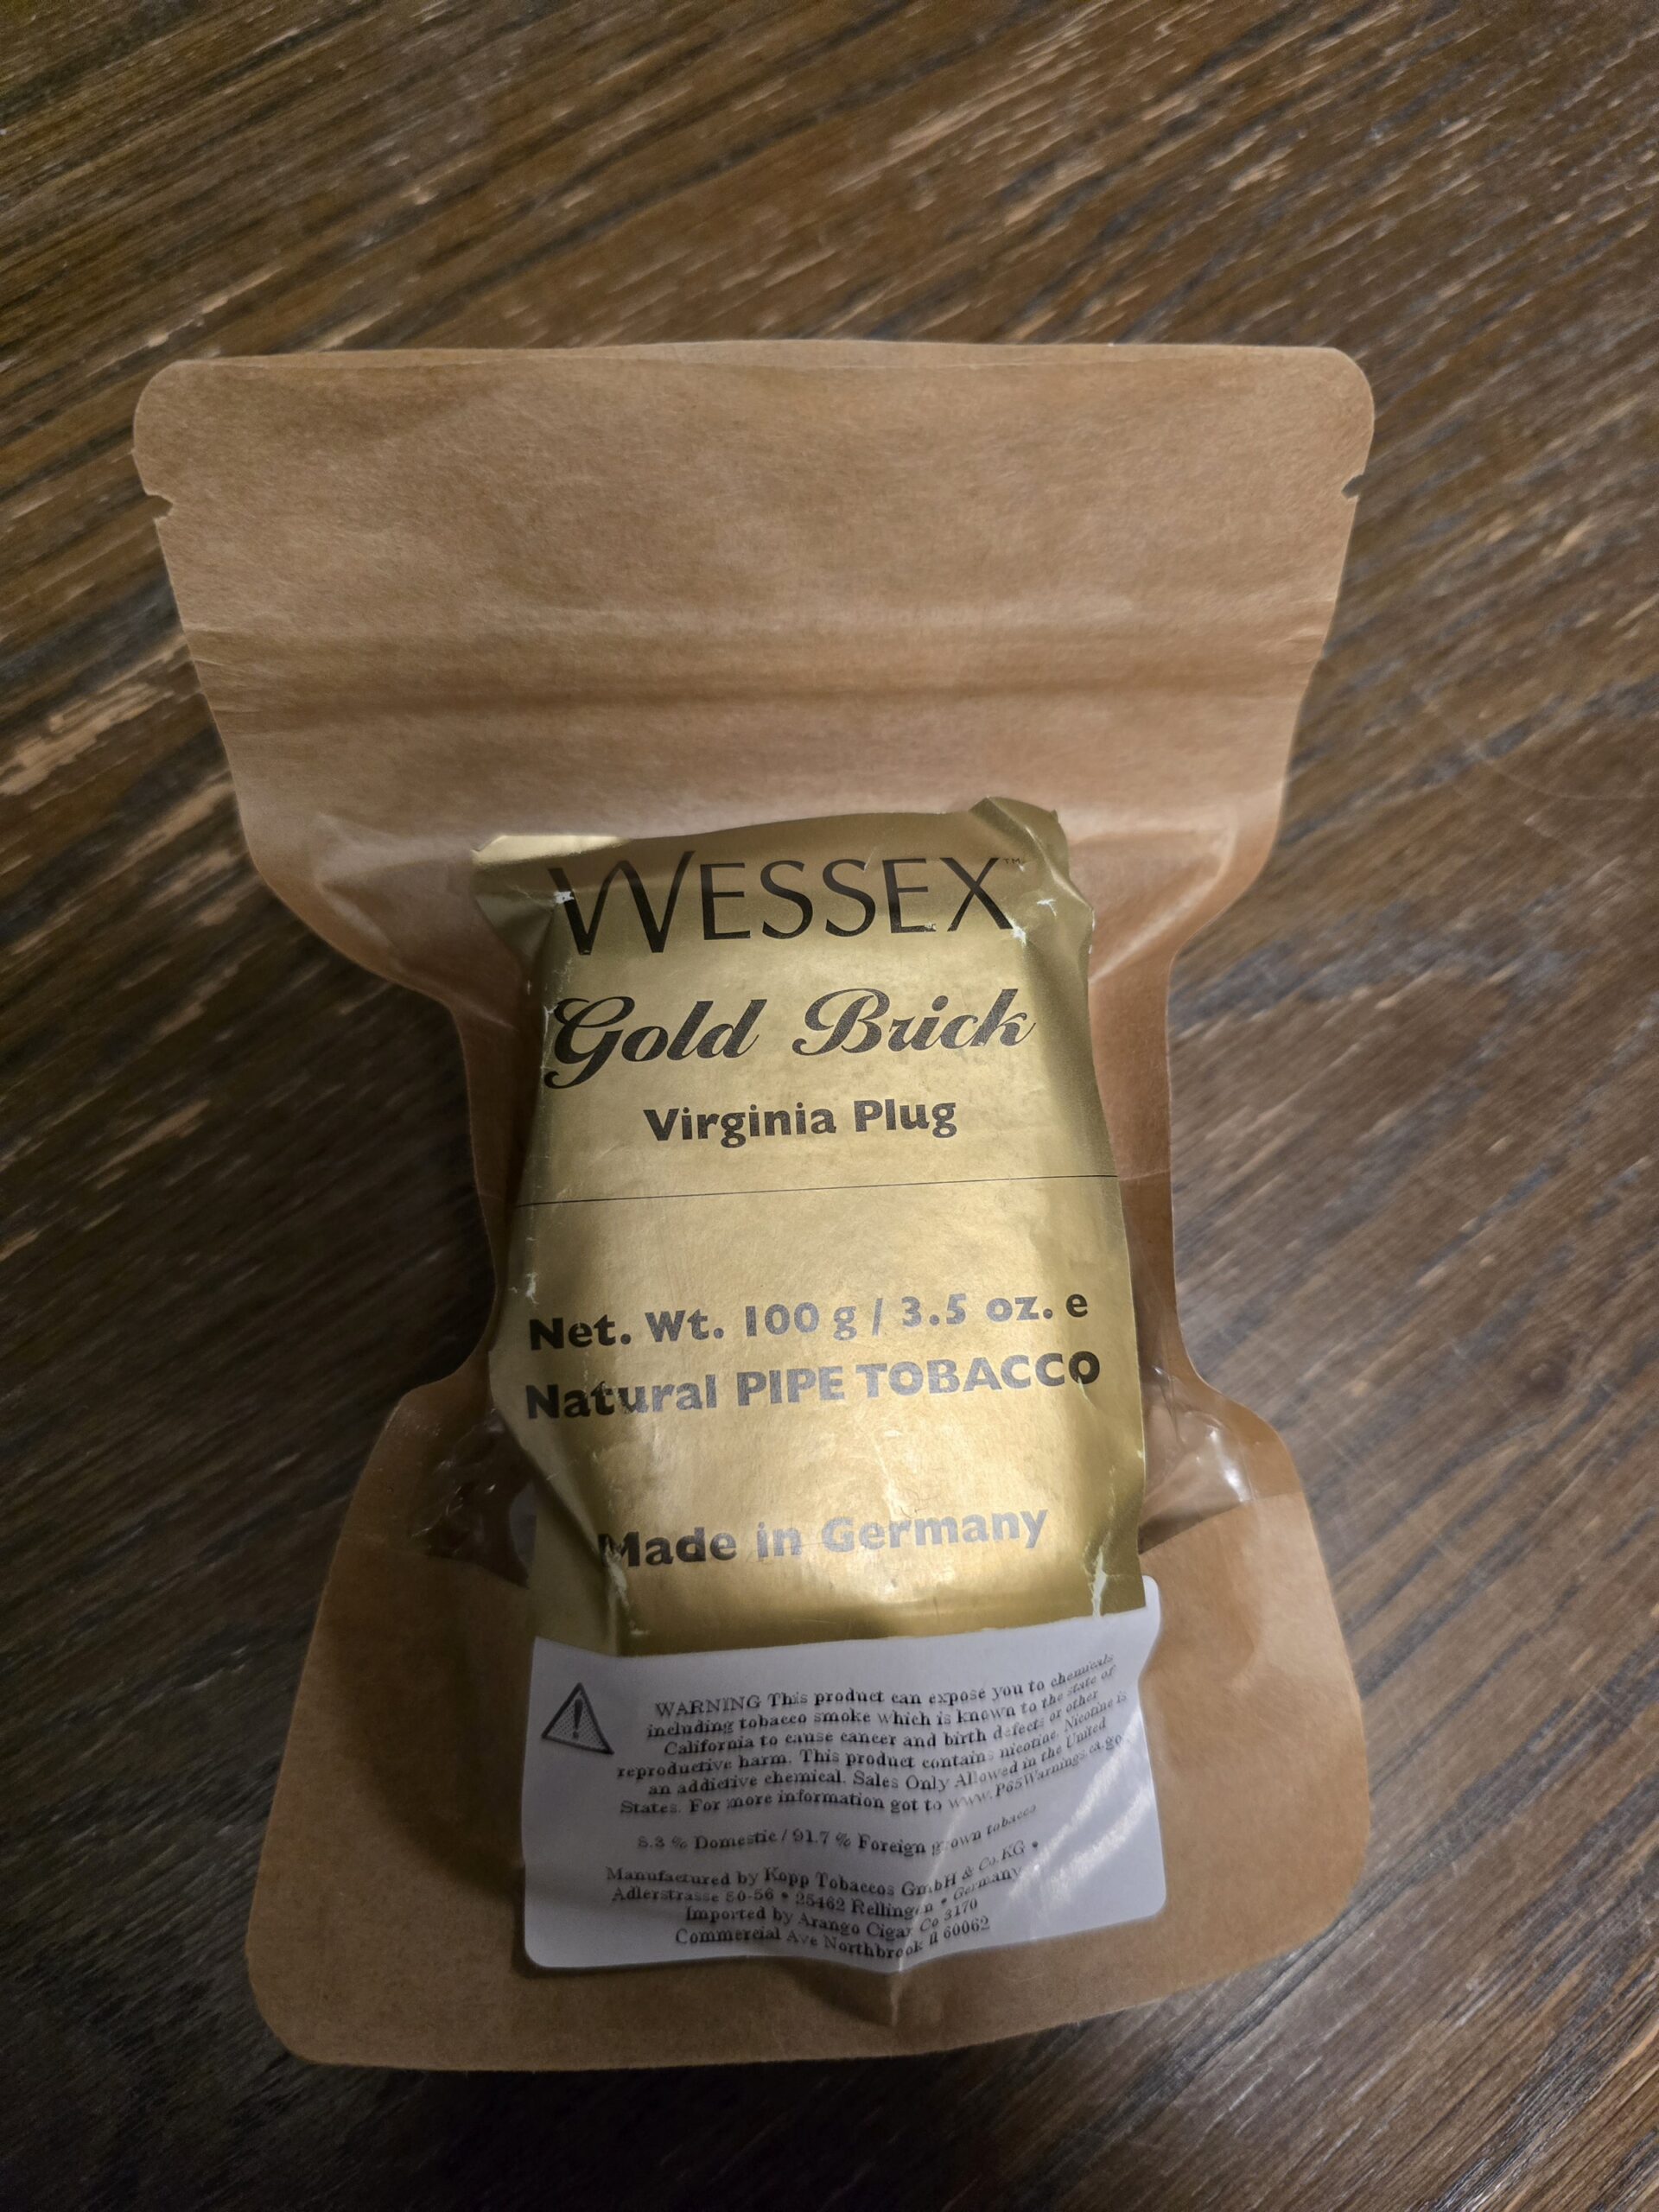 WESSEX™
Gold Brick
Virginia Plug
Net. Wt. 100 g / 3.5 oz. e
Natural PIPE TOBACCO
Made in Germany
WARNING This product can expose you to chemicals
including tobacco smoke which is known to the state of
California to cause cancer and birth defects or other
reproductive harm. This product contains nicotine. Nicotine is
an addictive chemical. Sales Only Allowed in the United
States. For more information got to www.P65Warnings.ca.go
8.3 % Domestic / 91.7 % Foreign grown tobacco
Manufactured by Kopp Tobaccos GmbH & Co. KG •
Adlerstrasse 50-56 • 25462 Rellingen • Germany
Imported by Arango Cigar Co 3170
Commercial Ave Northbrook Il 60062